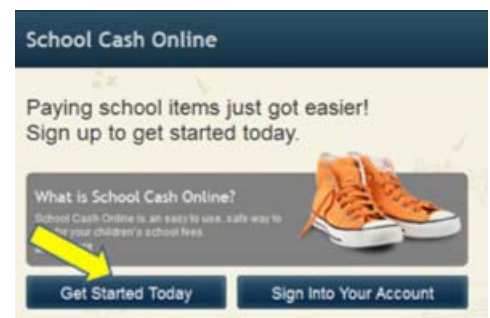 School Cash Online
Paying school items just got easier!
Sign up to get started today.
What is School Cash Online?
School Cash Online is an easy to use, safe way to
for your children's school fees.
Get Started Today
Sign Into Your Account